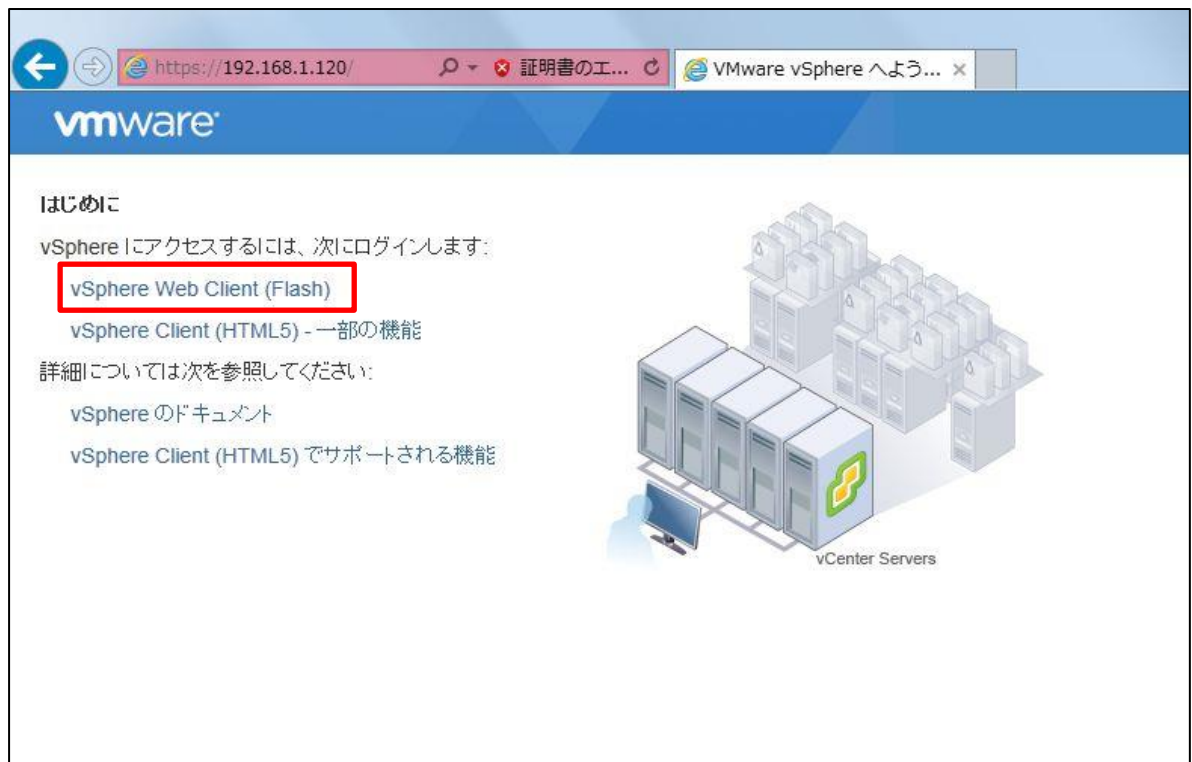 https://192.168.1.120/ 証明書のエ... VMware vSphere へよう...
vmware
はじめに
vSphere にアクセスするには、次にログインします:
vSphere Web Client (Flash)
vSphere Client (HTML5) - 一部の機能
詳細については次を参照してください:
vSphere のドキュメント
vSphere Client (HTML5) でサポートされる機能
vCenter Servers